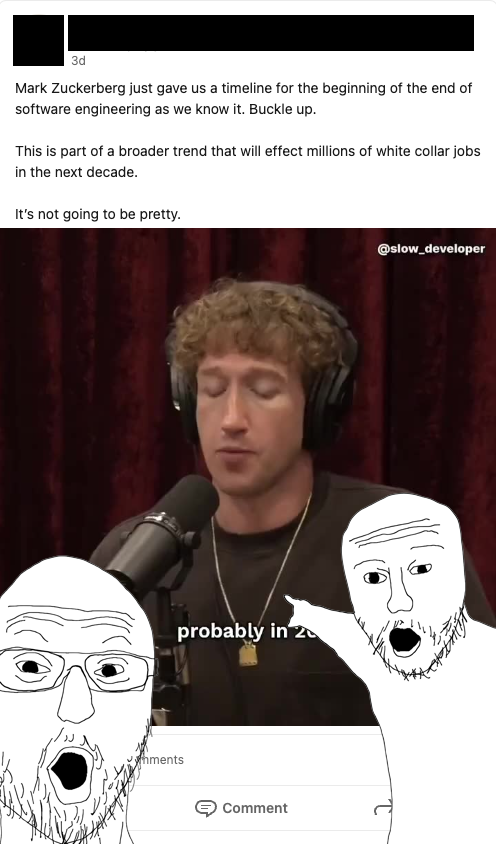 3d
Mark Zuckerberg just gave us a timeline for the beginning of the end of
software engineering as we know it. Buckle up.
This is part of a broader trend that will effect millions of white collar jobs
in the next decade.
It's not going to be pretty.
@slow_developer
probably in
Comment